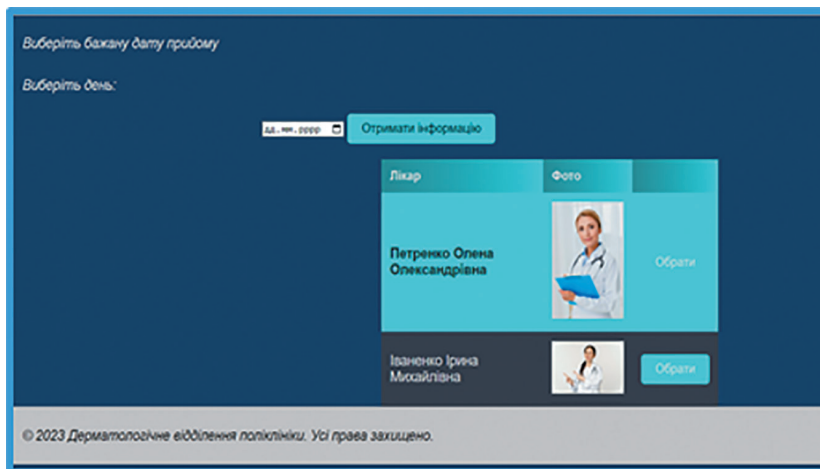 Виберіть бажану дату прийому
Виберіть день:
дд.мм.рррр Отримати інформацію
Лікар Фото
Петренко Олена
Олександрівна
Обрати
Іваненко Ірина
Михайлівна
Обрати
© 2023 Дерматологічне відділення поліклініки. Усі права захищено.